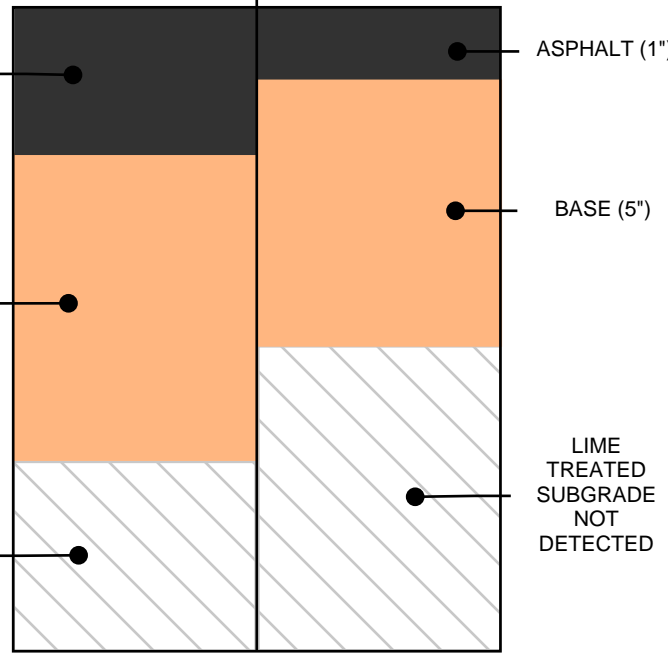 ASPHALT (1")
BASE (5")
LIME
TREATED
SUBGRADE
NOT
DETECTED